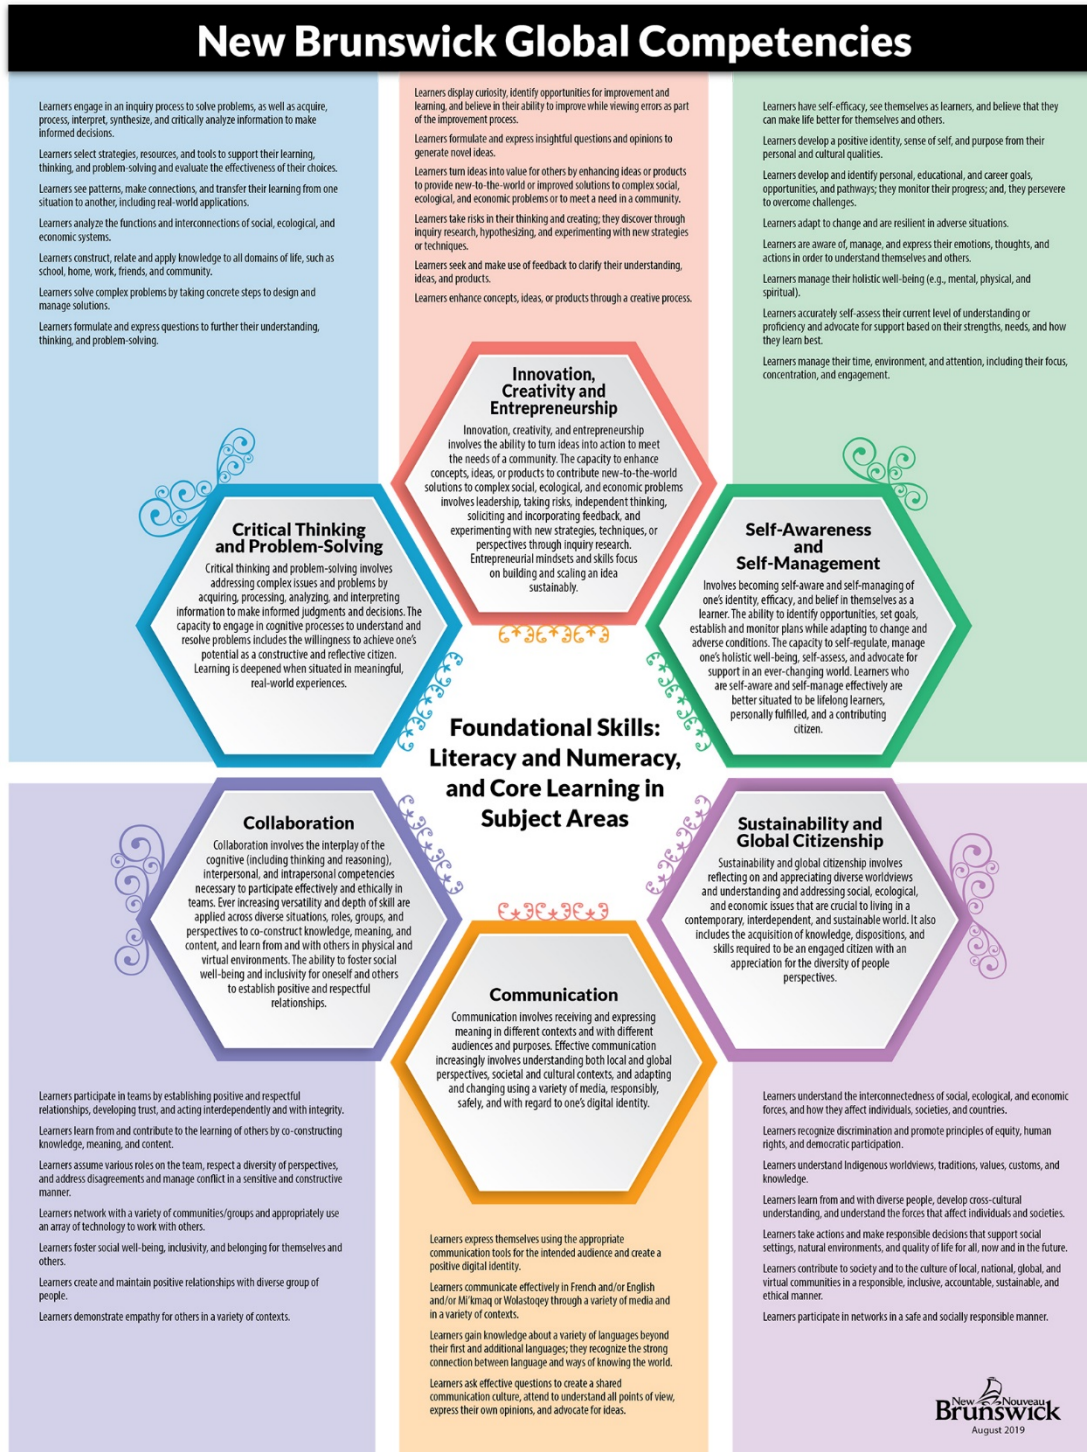 New Brunswick Global Competencies
Learners engage in an inquiry process to solve problems, as well as acquire,
process, interpret, synthesize, and critically analyze information to make
informed decisions.
Learners select strategies, resources, and tools to support their learning,
thinking, and problem-solving and evaluate the effectiveness of their choices.
Learners see patterns, make connections, and transfer their learning from one
situation to another, including real-world applications.
Learners analyze the functions and interconnections of social, ecological, and
economic systems.
Learners construct, relate and apply knowledge to all domains of life, such as
school, home, work, friends, and community.
Learners solve complex problems by taking concrete steps to design and
manage solutions.
Learners formulate and express questions to further their understanding,
thinking, and problem-solving.
Learners display curiosity, identify opportunities for improvement and
learning, and believe in their ability to improve while viewing errors as part
of the improvement process.
Learners formulate and express insightful questions and opinions to
generate novel ideas.
Learners turn ideas into value for others by enhancing ideas or products
to provide new-to-the-world or improved solutions to complex social,
ecological, and economic problems or to meet a need in a community.
Learners take risks in their thinking and creating; they discover through
inquiry research, hypothesizing, and experimenting with new strategies
or techniques.
Learners seek and make use of feedback to clarify their understanding,
ideas, and products.
Learners enhance concepts, ideas, or products through a creative process.
Learners have self-efficacy, see themselves as learners, and believe that they
can make life better for themselves and others.
Learners develop a positive identity, sense of self, and purpose from their
personal and cultural qualities.
Learners develop and identify personal, educational, and career goals,
opportunities, and pathways; they monitor their progress; and, they persevere
to overcome challenges.
Learners adapt to change and are resilient in adverse situations.
Learners are aware of, manage, and express their emotions, thoughts, and
actions in order to understand themselves and others.
Learners manage their holistic well-being (e.g., mental, physical, and
spiritual).
Learners accurately self-assess their current level of understanding or
proficiency and advocate for support based on their strengths, needs, and how
they learn best.
Learners manage their time, environment, and attention, including their focus,
concentration, and engagement.
Innovation,
Creativity and
Entrepreneurship
Innovation, creativity, and entrepreneurship
involves the ability to turn ideas into action to meet
the needs of a community. The capacity to enhance
concepts, ideas, or products to contribute new-to-the-world
solutions to complex social, ecological, and economic problems
involves leadership, taking risks, independent thinking,
soliciting and incorporating feedback, and
experimenting with new strategies, techniques, or
perspectives through inquiry research.
Entrepreneurial mindsets and skills focus
on building and scaling an idea
sustainably.
Critical Thinking
and Problem-Solving
Critical thinking and problem-solving involves
addressing complex issues and problems by
acquiring, processing, analyzing, and interpreting
information to make informed judgments and decisions. The
capacity to engage in cognitive processes to understand and
resolve problems includes the willingness to achieve one's
potential as a constructive and reflective citizen.
Learning is deepened when situated in meaningful,
real-world experiences.
Self-Awareness
and
Self-Management
Involves becoming self-aware and self-managing of
one's identity, efficacy, and belief in themselves as a
learner. The ability to identify opportunities, set goals,
establish and monitor plans while adapting to change and
adverse conditions. The capacity to self-regulate, manage
one's holistic well-being, self-assess, and advocate for
support in an ever-changing world. Learners who
are self-aware and self-manage effectively are
better situated to be lifelong learners,
personally fulfilled, and a contributing
citizen.
Foundational Skills:
Literacy and Numeracy,
and Core Learning in
Subject Areas
Collaboration
Collaboration involves the interplay of the
cognitive (including thinking and reasoning),
interpersonal, and intrapersonal competencies
necessary to participate effectively and ethically in
teams. Ever increasing versatility and depth of skill are
applied across diverse situations, roles, groups, and
perspectives to co-construct knowledge, meaning, and
content, and learn from and with others in physical and
virtual environments. The ability to foster social
well-being and inclusivity for oneself and others
to establish positive and respectful
relationships.
Sustainability and
Global Citizenship
Sustainability and global citizenship involves
reflecting on and appreciating diverse worldviews
and understanding and addressing social, ecological,
and economic issues that are crucial to living in a
contemporary, interdependent, and sustainable world. It also
includes the acquisition of knowledge, dispositions, and
skills required to be an engaged citizen with an
appreciation for the diversity of people
perspectives.
Communication
Communication involves receiving and expressing
meaning in different contexts and with different
audiences and purposes. Effective communication
increasingly involves understanding both local and global
perspectives, societal and cultural contexts, and adapting
and changing using a variety of media, responsibly,
safely, and with regard to one's digital identity.
Learners participate in teams by establishing positive and respectful
relationships, developing trust, and acting interdependently and with integrity.
Learners learn from and contribute to the learning of others by co-constructing
knowledge, meaning, and content.
Learners assume various roles on the team, respect a diversity of perspectives,
and address disagreements and manage conflict in a sensitive and constructive
manner.
Learners network with a variety of communities/groups and appropriately use
an array of technology to work with others.
Learners foster social well-being, inclusivity, and belonging for themselves and
others.
Learners create and maintain positive relationships with diverse group of
people.
Learners demonstrate empathy for others in a variety of contexts.
Learners express themselves using the appropriate
communication tools for the intended audience and create a
positive digital identity.
Learners communicate effectively in French and/or English
and/or Mi'kmaq or Wolastoqey through a variety of media and
in a variety of contexts.
Learners gain knowledge about a variety of languages beyond
their first and additional languages; they recognize the strong
connection between language and ways of knowing the world.
Learners ask effective questions to create a shared
communication culture, attend to understand all points of view,
express their own opinions, and advocate for ideas.
Learners understand the interconnectedness of social, ecological, and economic
forces, and how they affect individuals, societies, and countries.
Learners recognize discrimination and promote principles of equity, human
rights, and democratic participation.
Learners understand Indigenous worldviews, traditions, values, customs, and
knowledge.
Learners learn from and with diverse people, develop cross-cultural
understanding, and understand the forces that affect individuals and societies.
Learners take actions and make responsible decisions that support social
settings, natural environments, and quality of life for all, now and in the future.
Learners contribute to society and to the culture of local, national, global, and
virtual communities in a responsible, inclusive, accountable, sustainable, and
ethical manner.
Learners participate in networks in a safe and socially responsible manner.
New Nouveau
Brunswick
August 2019